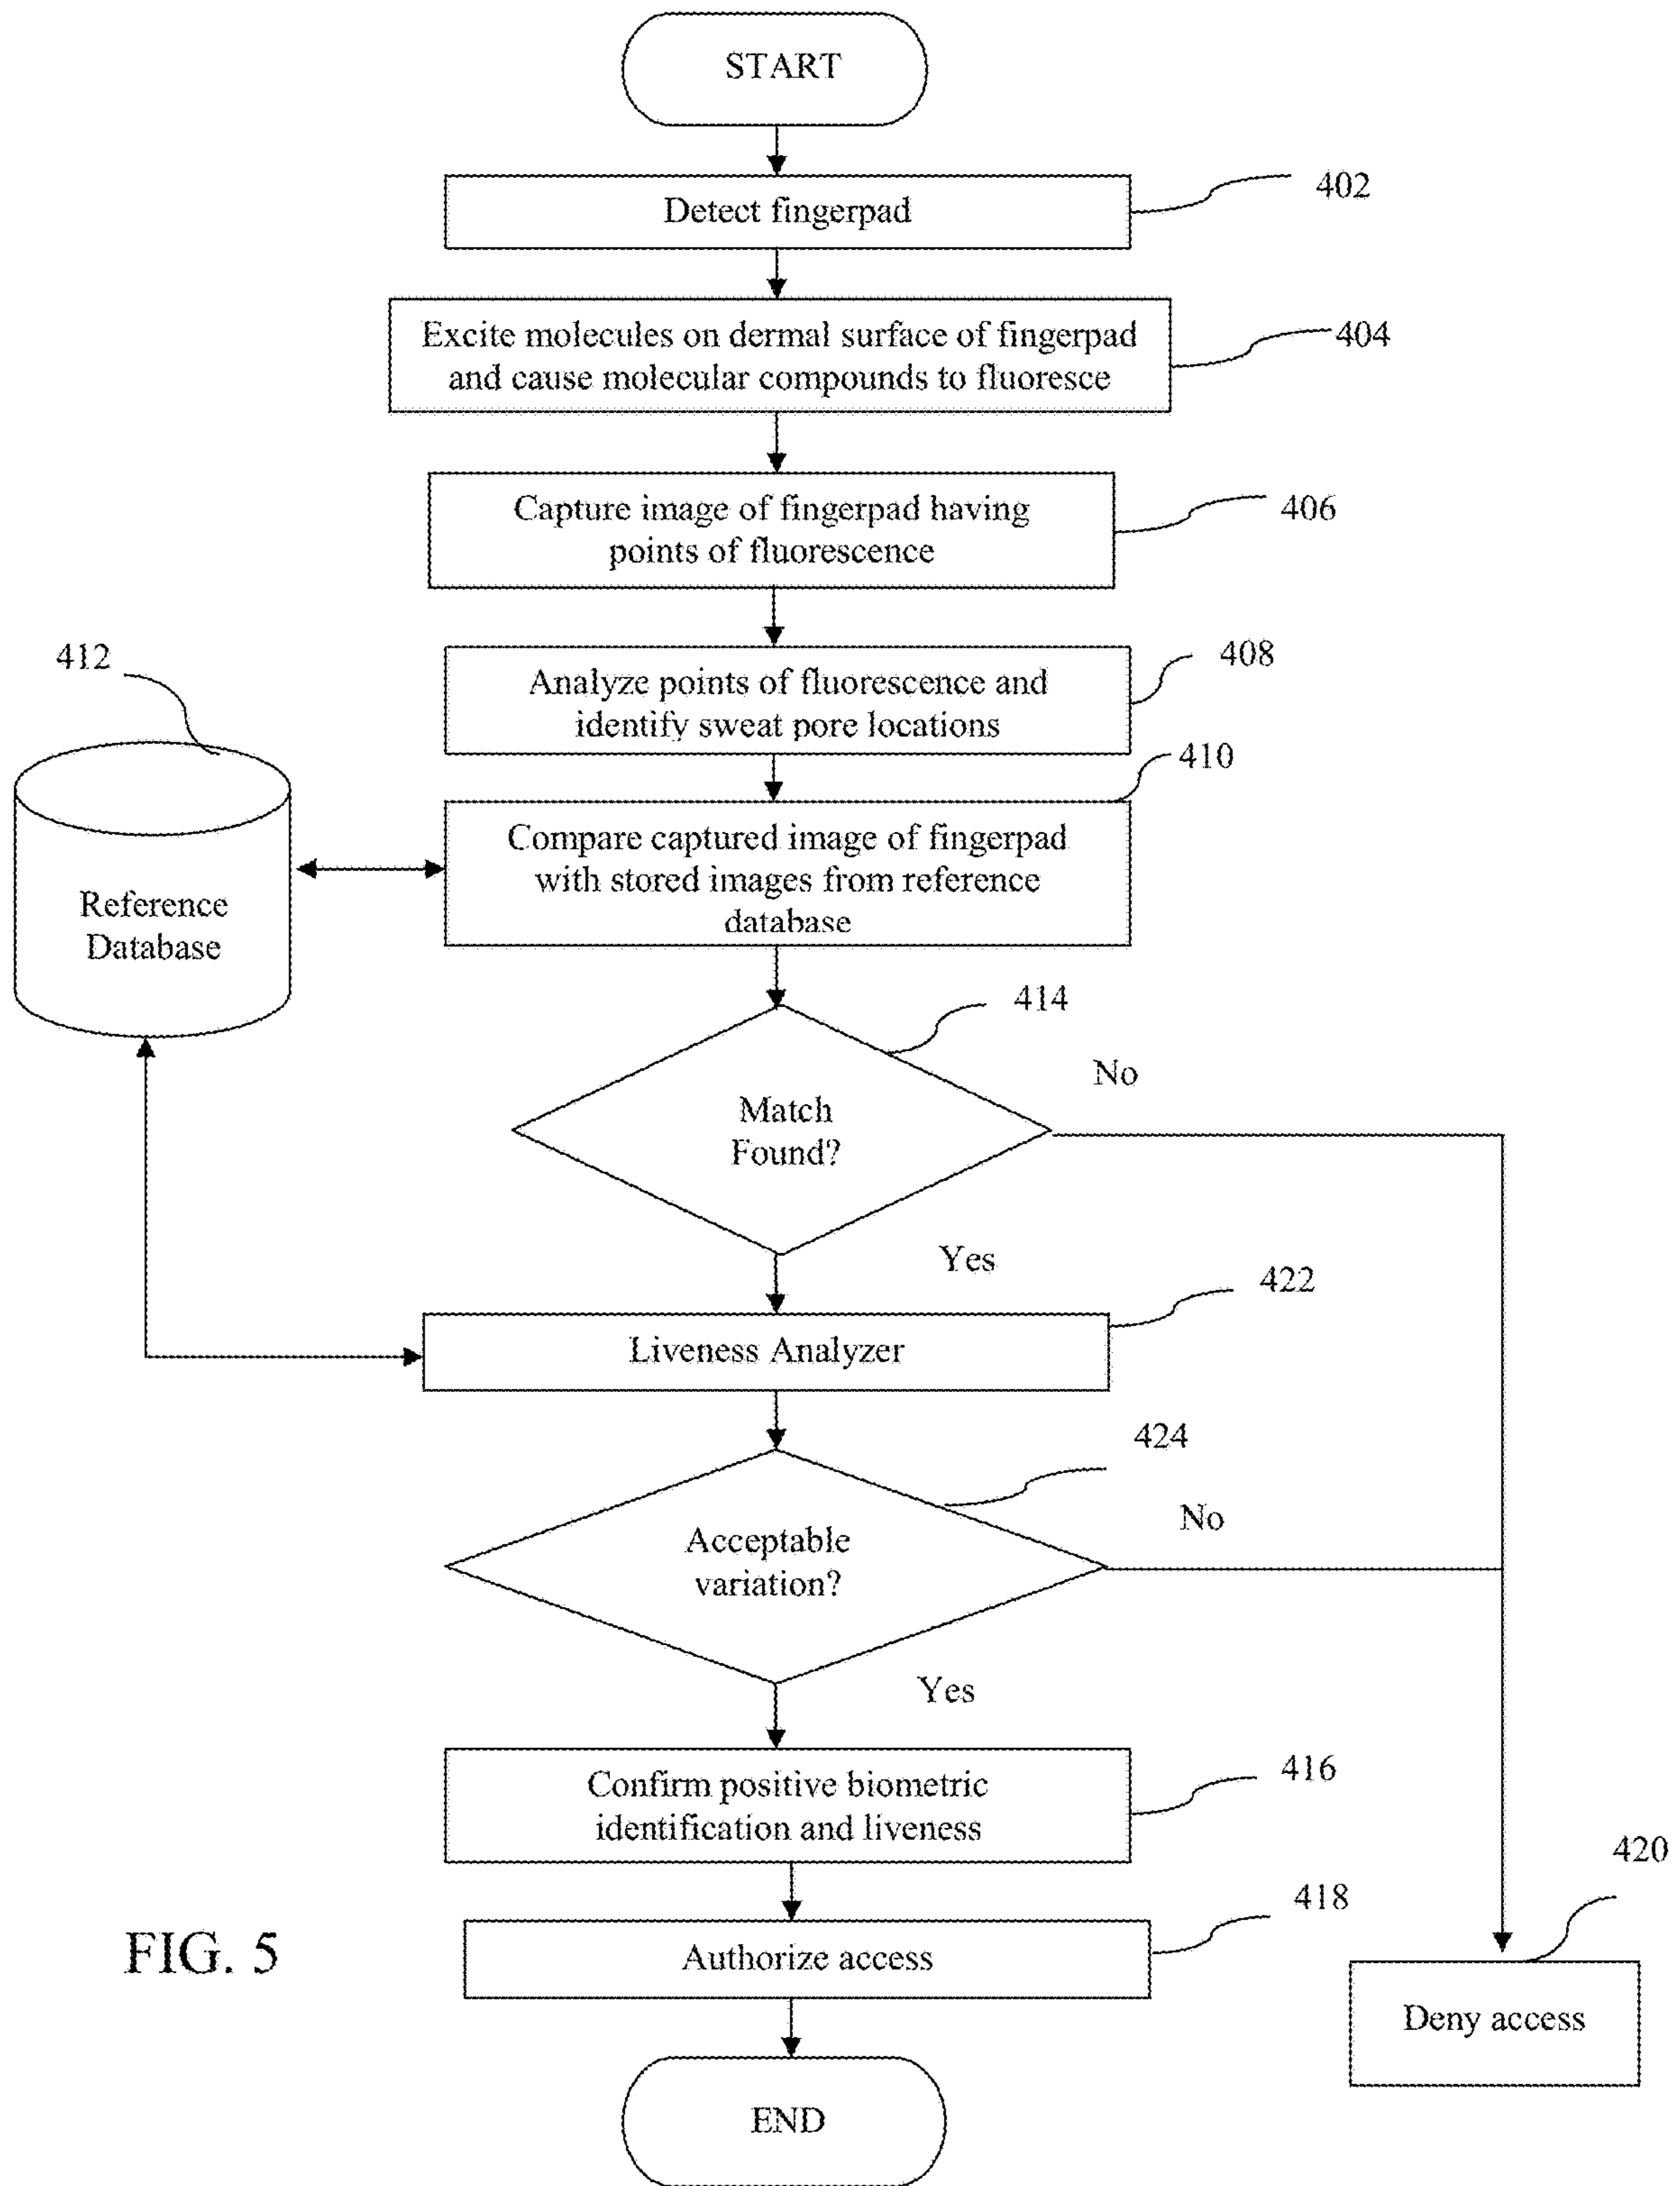 START
402
Detect fingerpad
Excite molecules on dermal surface of fingerpad
and cause molecular compounds to fluoresce
404
Capture image of fingerpad having
points of fluorescence
406
412
Analyze points of fluorescence and
identify sweat pore locations
408
410
Compare captured image of fingerpad
with stored images from reference
database
Reference
Database
414
No
Match
Found?
Yes
422
Liveness Analyzer
424
No
Acceptable
variation?
Yes
Confirm positive biometric
identification and liveness
416
420
418
FIG. 5
Authorize access
Deny access
END